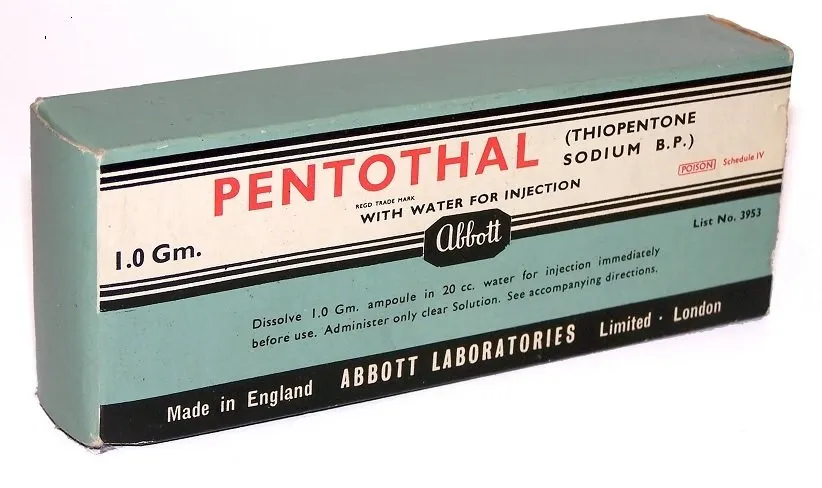 PENTOTHAL (THIOPENTONE
SODIUM B.P.)
REGD TRADE MARK
WITH WATER FOR INJECTION
POISON Schedule IV
1.0 Gm.
Abbott
List No. 3953
Dissolve 1.0 Gm. ampoule in 20 cc. water for injection immediately
before use. Administer only clear Solution. See accompanying directions.
Made in England ABBOTT LABORATORIES Limited · London